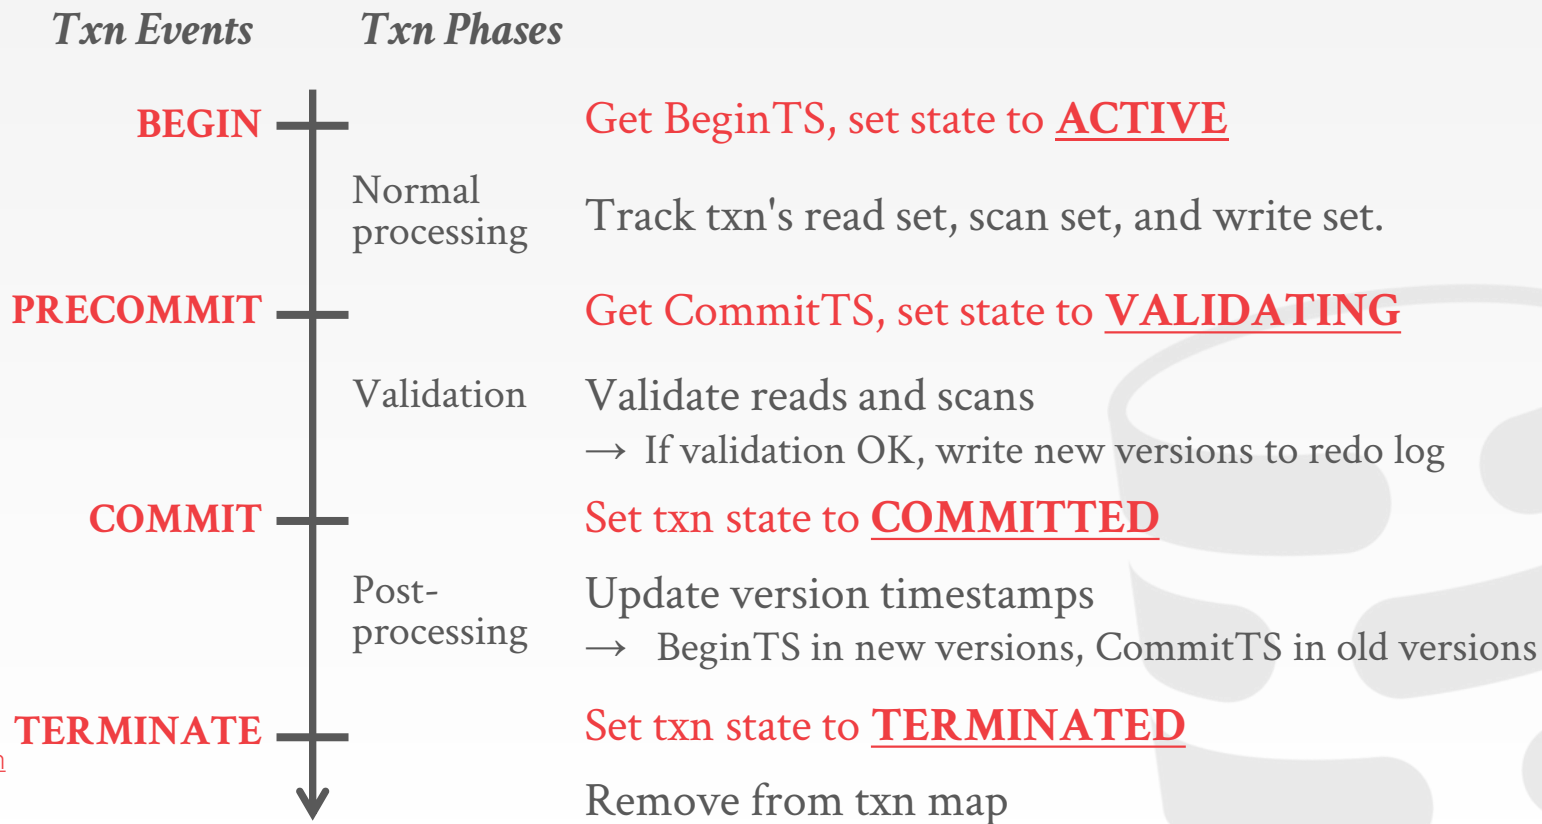 Txn Events
Txn Phases
BEGIN
Get BeginTS, set state to ACTIVE
Normal
processing
Track txn's read set, scan set, and write set.
PRECOMMIT
Get CommitTS, set state to VALIDATING
Validation
Validate reads and scans
→ If validation OK, write new versions to redo log
COMMIT
Set txn state to COMMITTED
Post-
processing
Update version timestamps
→ BeginTS in new versions, CommitTS in old versions
TERMINATE
Set txn state to TERMINATED
Remove from txn map